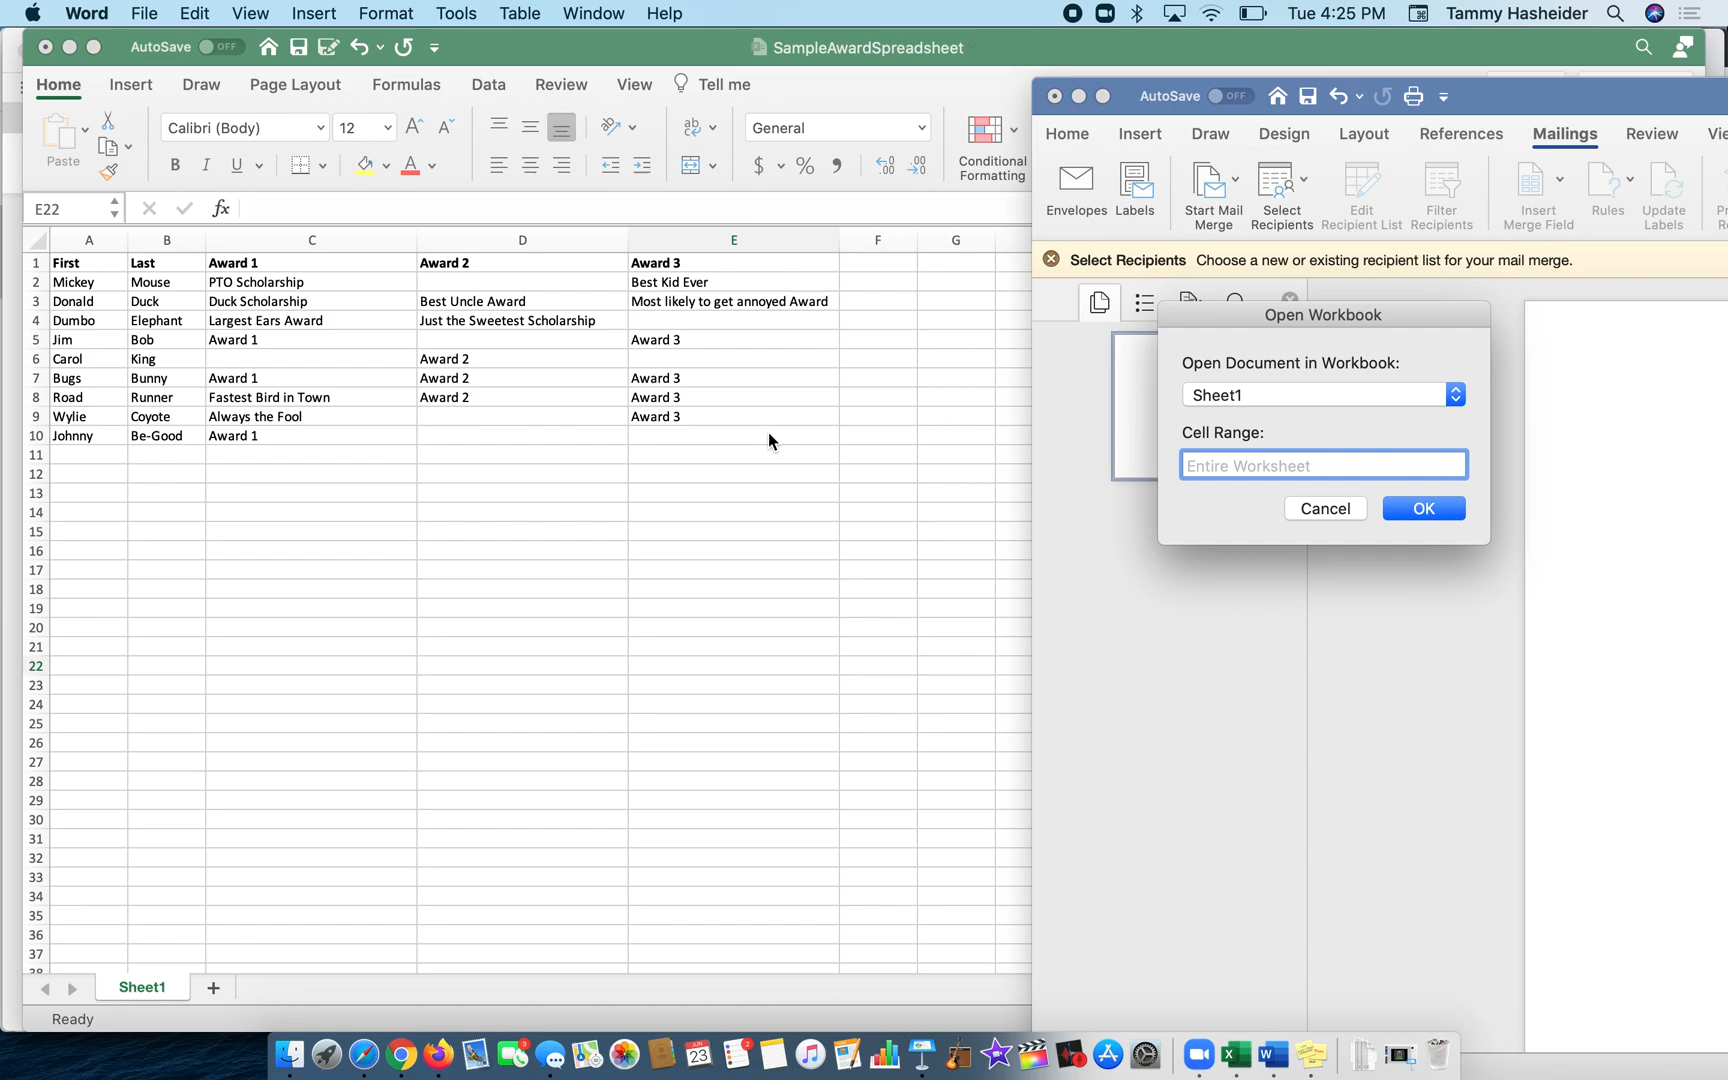 Word File Edit View Insert Format Tools Table Window Help Tue 4:25 PM Tammy Hasheider
AutoSave OFF SampleAwardSpreadsheet
Home Insert Draw Page Layout Formulas Data Review View Tell me
Paste Calibri (Body) 12 General
B I U $ % Conditional Formatting
E22 fx
A B C D E F G
1 First Last Award 1 Award 2 Award 3
2 Mickey Mouse PTO Scholarship Best Kid Ever
3 Donald Duck Duck Scholarship Best Uncle Award Most likely to get annoyed Award
4 Dumbo Elephant Largest Ears Award Just the Sweetest Scholarship
5 Jim Bob Award 1 Award 3
6 Carol King Award 2
7 Bugs Bunny Award 1 Award 2 Award 3
8 Road Runner Fastest Bird in Town Award 2 Award 3
9 Wylie Coyote Always the Fool Award 3
10 Johnny Be-Good Award 1
11
12
13
14
15
16
17
18
19
20
21
22
23
24
25
26
27
28
29
30
31
32
33
34
35
36
37
38
Sheet1
Ready
AutoSave OFF
Home Insert Draw Design Layout References Mailings Review
Envelopes Labels Start Mail Merge Select Recipients Edit Recipient List Filter Recipients Insert Merge Field Rules Update Labels
Select Recipients Choose a new or existing recipient list for your mail merge.
Open Workbook
Open Document in Workbook:
Sheet1
Cell Range:
Entire Worksheet
Cancel OK
3 JUN 23 2